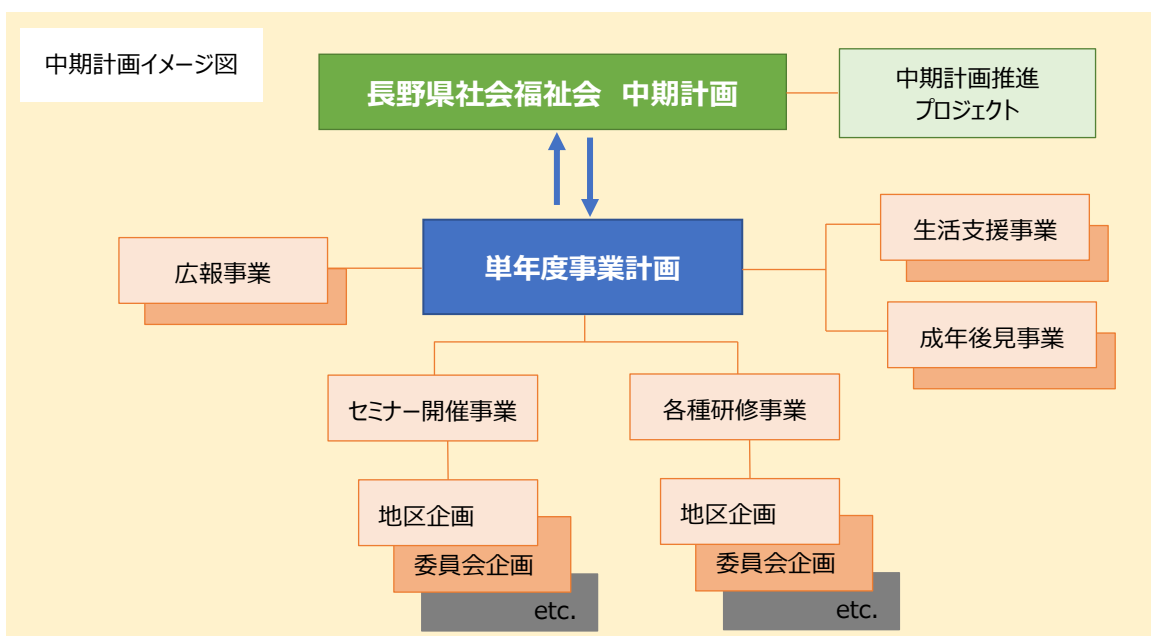 中期計画イメージ図
長野県社会福祉会　中期計画
中期計画推進
プロジェクト
単年度事業計画
広報事業
生活支援事業
成年後見事業
セミナー開催事業
各種研修事業
地区企画
委員会企画
etc.
地区企画
委員会企画
etc.